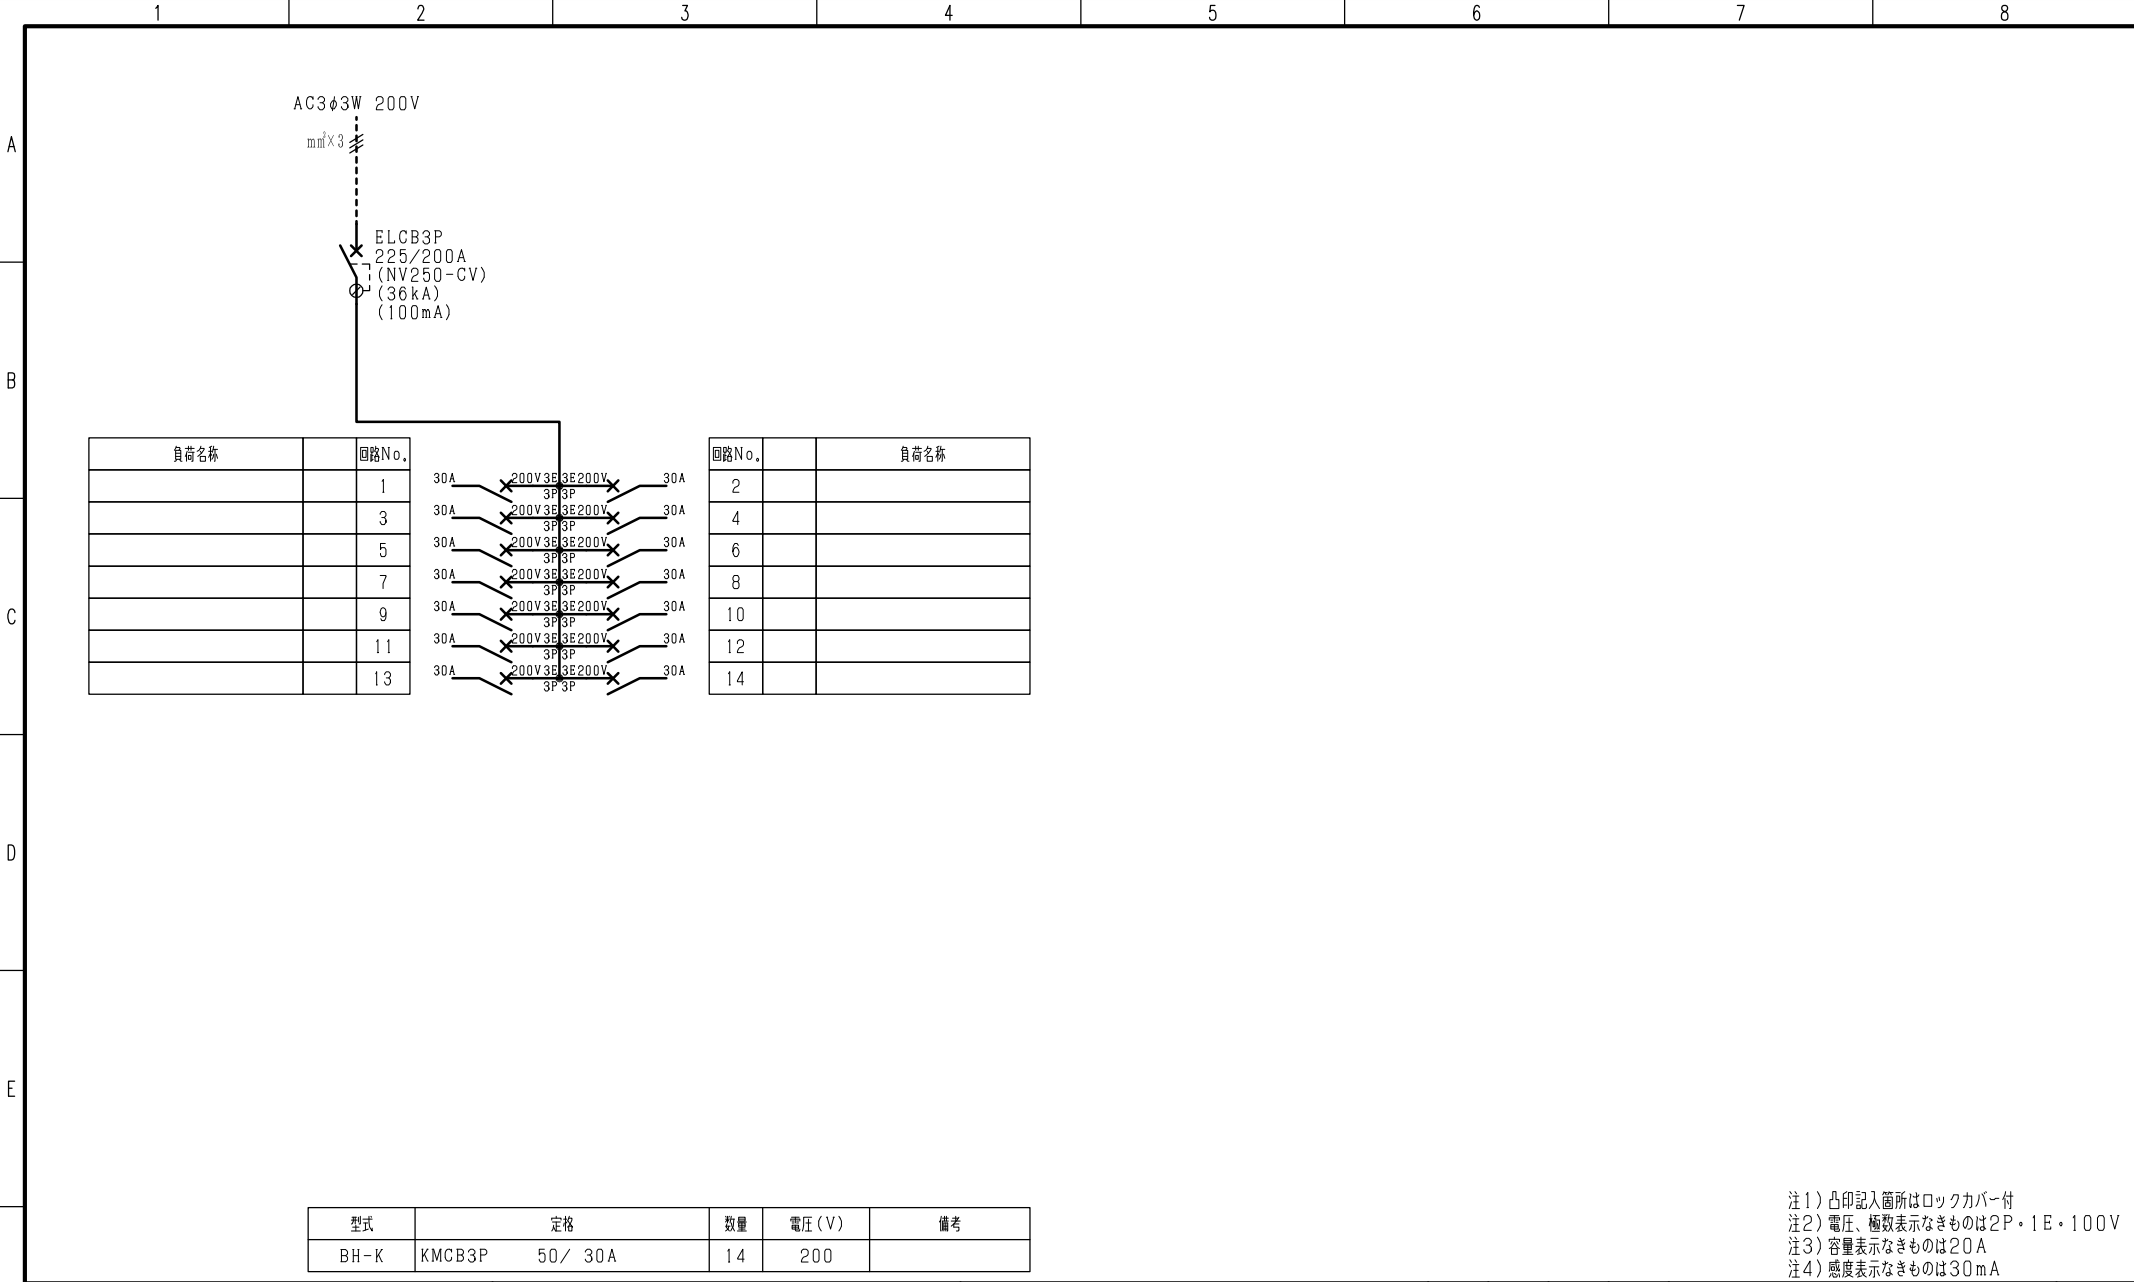 1 2 3 4 5 6 7 8
A
B
C
D
E
AC3φ3W 200V
mm²×3
ELCB3P
225/200A
(NV250-CV)
(36kA)
(100mA)
負荷名称 回路No. 回路No. 負荷名称
1 30A 200V3E 3E200V 30A 2
3P 3P
3 30A 200V3E 3E200V 30A 4
3P 3P
5 30A 200V3E 3E200V 30A 6
3P 3P
7 30A 200V3E 3E200V 30A 8
3P 3P
9 30A 200V3E 3E200V 30A 10
3P 3P
11 30A 200V3E 3E200V 30A 12
3P 3P
13 30A 200V3E 3E200V 30A 14
3P 3P
型式 定格 数量 電圧(V) 備考
BH-K KMCB3P 50/ 30A 14 200
注1)凸印記入箇所はロックカバー付
注2)電圧、極数表示なきものは2P・1E・100V
注3)容量表示なきものは20A
注4)感度表示なきものは30mA